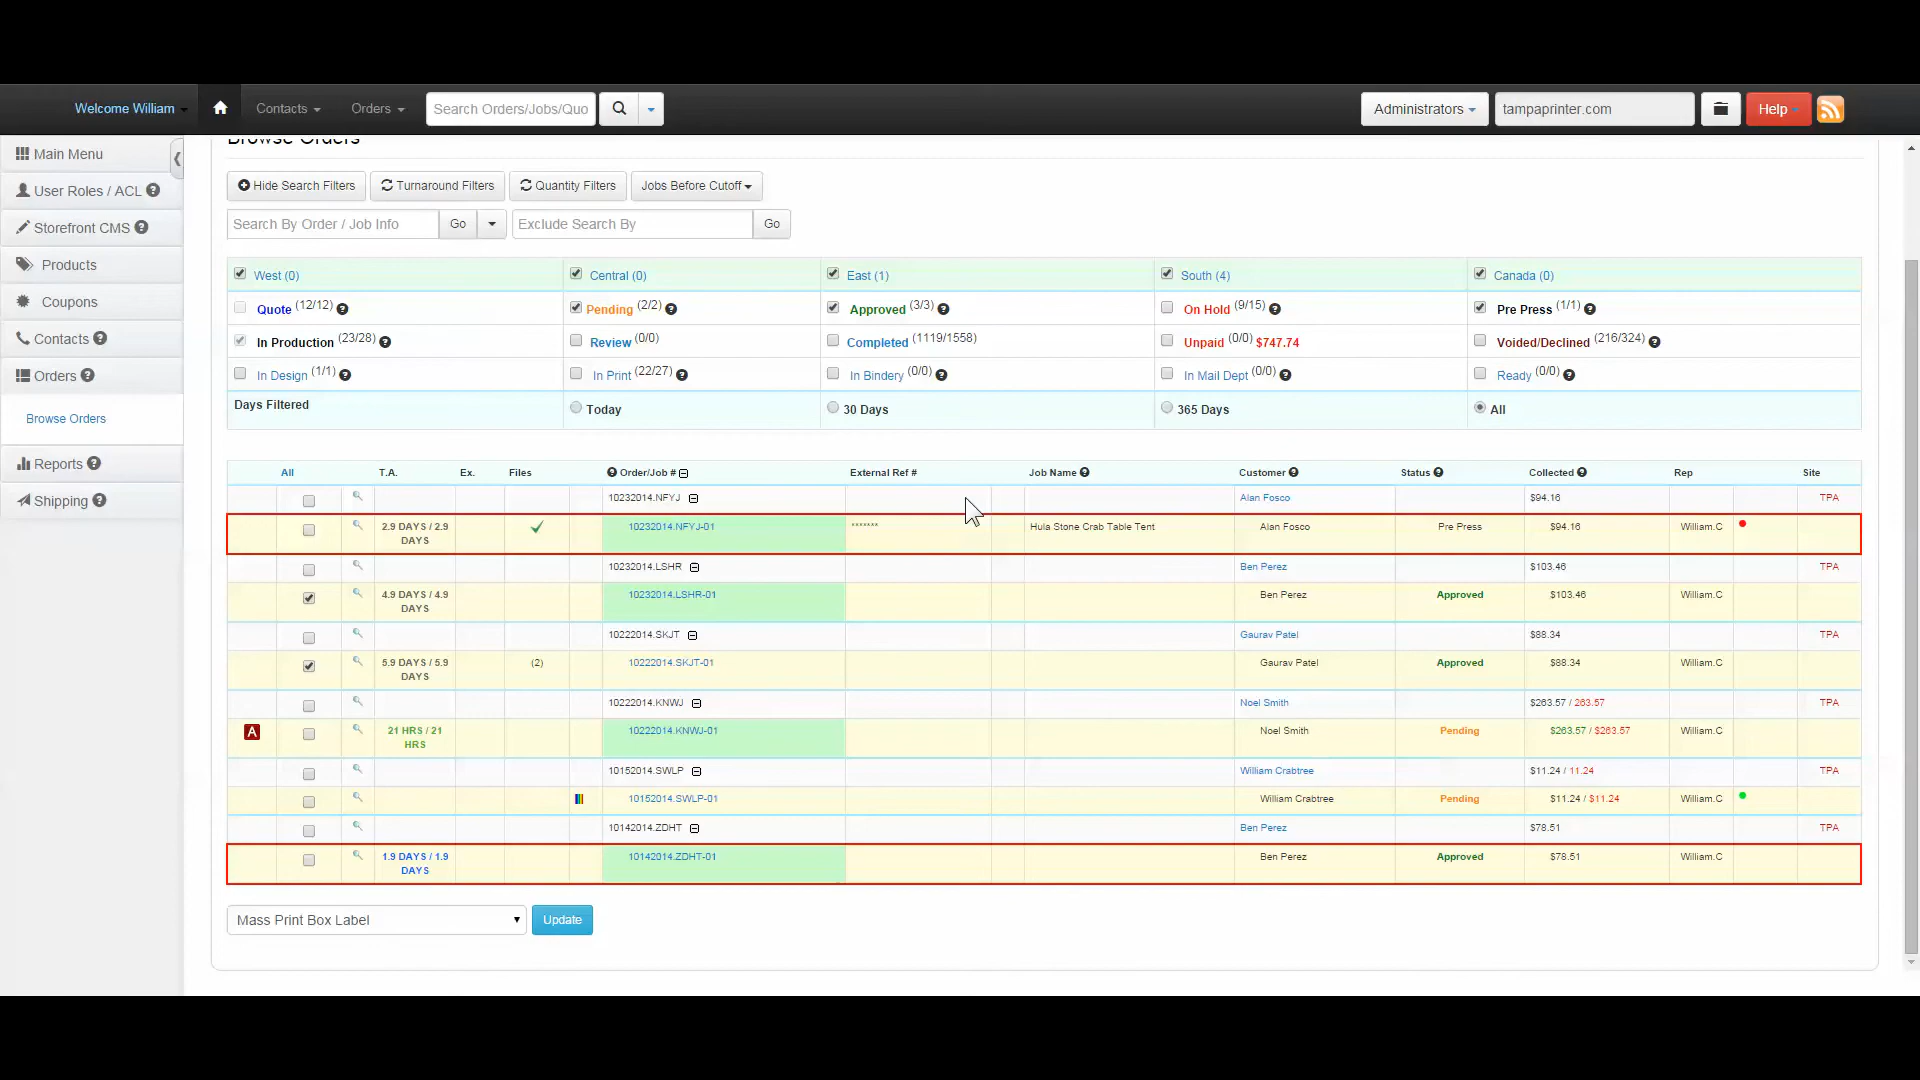 Welcome William Contacts Orders Search Orders/Jobs/Quo Administrators tampaprinter.com Help
Browse Orders
Main Menu
User Roles / ACL
Storefront CMS
Products
Coupons
Contacts
Orders
Browse Orders
Reports
Shipping
Hide Search Filters Turnaround Filters Quantity Filters Jobs Before Cutoff
Search By Order / Job Info Go Exclude Search By Go
West (0) Central (0) East (1) South (4) Canada (0)
Quote (12/12) Pending (2/2) Approved (3/3) On Hold (9/15) Pre Press (1/1)
In Production (23/28) Review (0/0) Completed (1119/1558) Unpaid (0/0) $747.74 Voided/Declined (216/324)
In Design (1/1) In Print (22/27) In Bindery (0/0) In Mail Dept (0/0) Ready (0/0)
Days Filtered Today 30 Days 365 Days All
All T.A. Ex. Files Order/Job # External Ref # Job Name Customer Status Collected Rep Site
10232014.NFYJ Alan Fosco $94.16 TPA
2.9 DAYS / 2.9 DAYS 10232014.NFYJ-01 ******* Hula Stone Crab Table Tent Alan Fosco Pre Press $94.16 William.C
10232014.LSHR Ben Perez $103.46 TPA
4.9 DAYS / 4.9 DAYS 10232014.LSHR-01 Ben Perez Approved $103.46 William.C
10222014.SKJT Gaurav Patel $88.34 TPA
5.9 DAYS / 5.9 DAYS (2) 10222014.SKJT-01 Gaurav Patel Approved $88.34 William.C
10222014.KNWJ Noel Smith $263.57 / 263.57 TPA
A 21 HRS / 21 HRS 10222014.KNWJ-01 Noel Smith Pending $263.57 / $263.57 William.C
10152014.SWLP William Crabtree $11.24 / 11.24 TPA
10152014.SWLP-01 William Crabtree Pending $11.24 / $11.24 William.C
10142014.ZDHT Ben Perez $78.51 TPA
1.9 DAYS / 1.9 DAYS 10142014.ZDHT-01 Ben Perez Approved $78.51 William.C
Mass Print Box Label Update